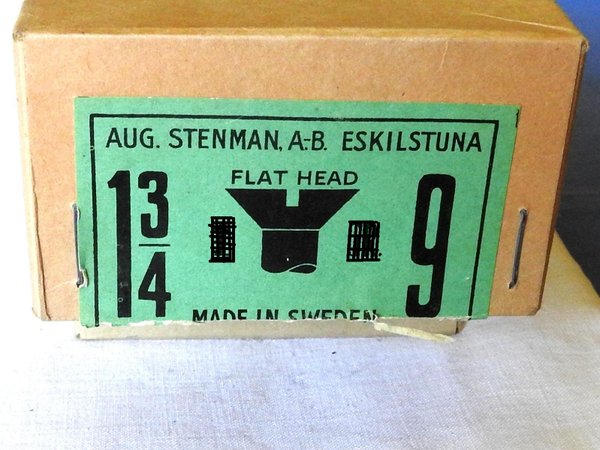 AUG. STENMAN, A.-B. ESKILSTUNA
FLAT HEAD
1 3/4
9
MADE IN SWEDEN